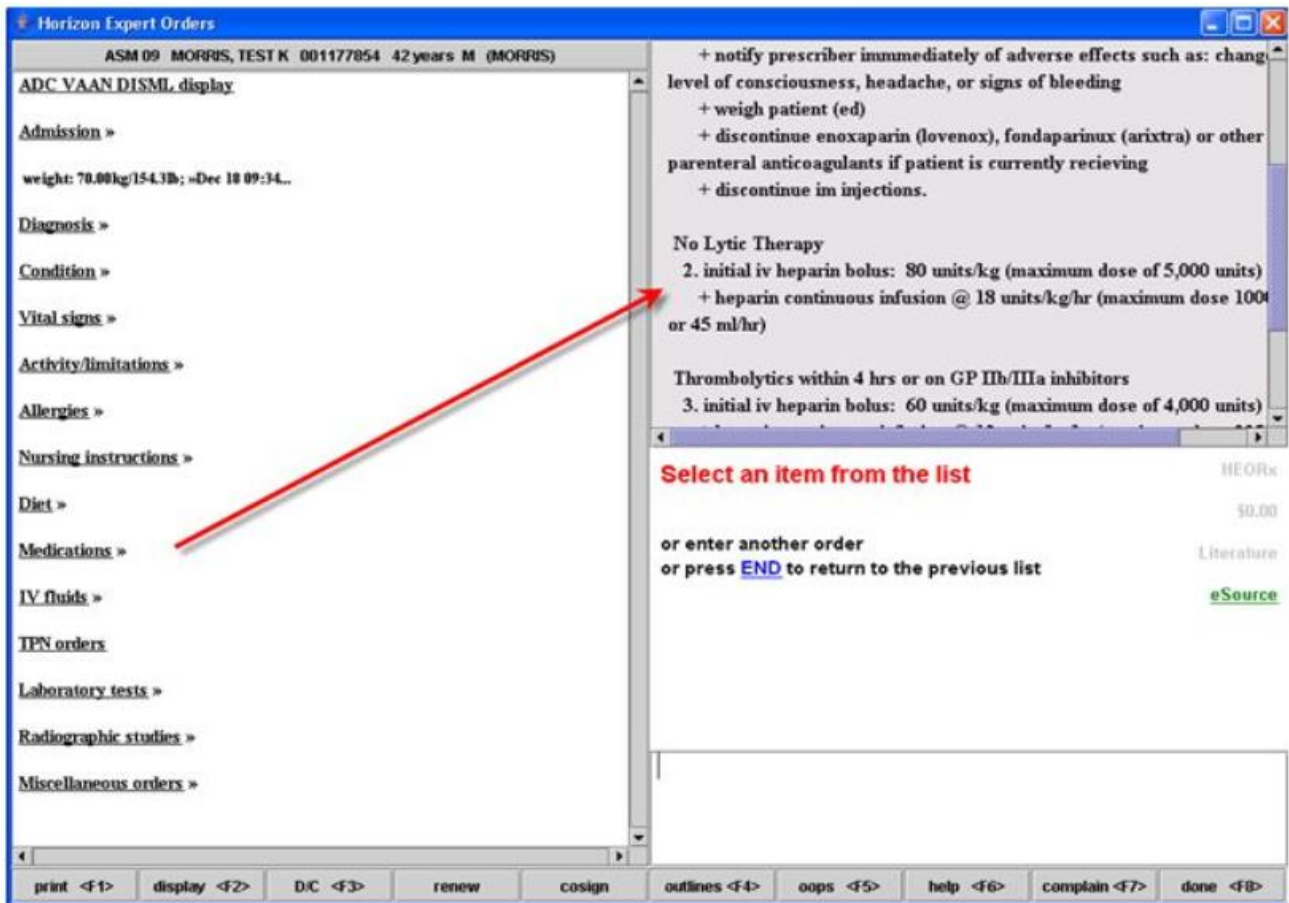 Horizon Expert Orders
ASM 09 MORRIS, TEST K 001177854 42 years M (MORRIS)
ADC VAAN DISML display
Admission »
weight: 70.00kg/154.3lb; »Dec 18 09:34...
Diagnosis »
Condition »
Vital signs »
Activity/limitations »
Allergies »
Nursing instructions »
Diet »
Medications »
IV fluids »
TPN orders
Laboratory tests »
Radiographic studies »
Miscellaneous orders »
+ notify prescriber immmediately of adverse effects such as: chang
level of consciousness, headache, or signs of bleeding
+ weigh patient (ed)
+ discontinue enoxaparin (lovenox), fondaparinux (arixtra) or other
parenteral anticoagulants if patient is currently recieving
+ discontinue im injections.
No Lytic Therapy
2. initial iv heparin bolus: 80 units/kg (maximum dose of 5,000 units)
+ heparin continuous infusion @ 18 units/kg/hr (maximum dose 100
or 45 ml/hr)
Thrombolytics within 4 hrs or on GP IIb/IIIa inhibitors
3. initial iv heparin bolus: 60 units/kg (maximum dose of 4,000 units)
Select an item from the list
HEORx
$0.00
or enter another order
Literature
or press END to return to the previous list
eSource
print <F1> display <F2> D/C <F3> renew cosign outlines <F4> oops <F5> help <F6> complain <F7> done <F8>